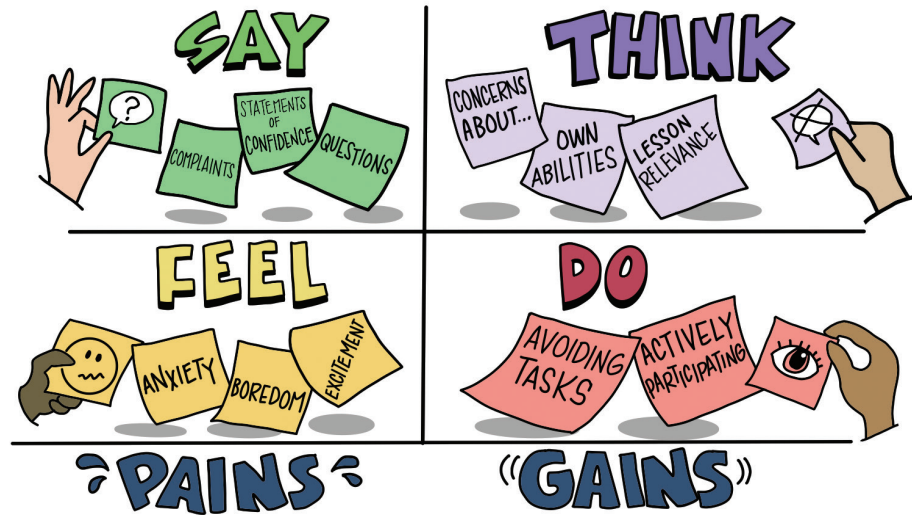 SAY
?
COMPLAINTS
STATEMENTS
OF
CONFIDENCE
QUESTIONS
THINK
CONCERNS
ABOUT...
OWN
ABILITIES
LESSON
RELEVANCE
FEEL
ANXIETY
BOREDOM
EXCITEMENT
DO
AVOIDING
TASKS
ACTIVELY
PARTICIPATING
PAINS
GAINS